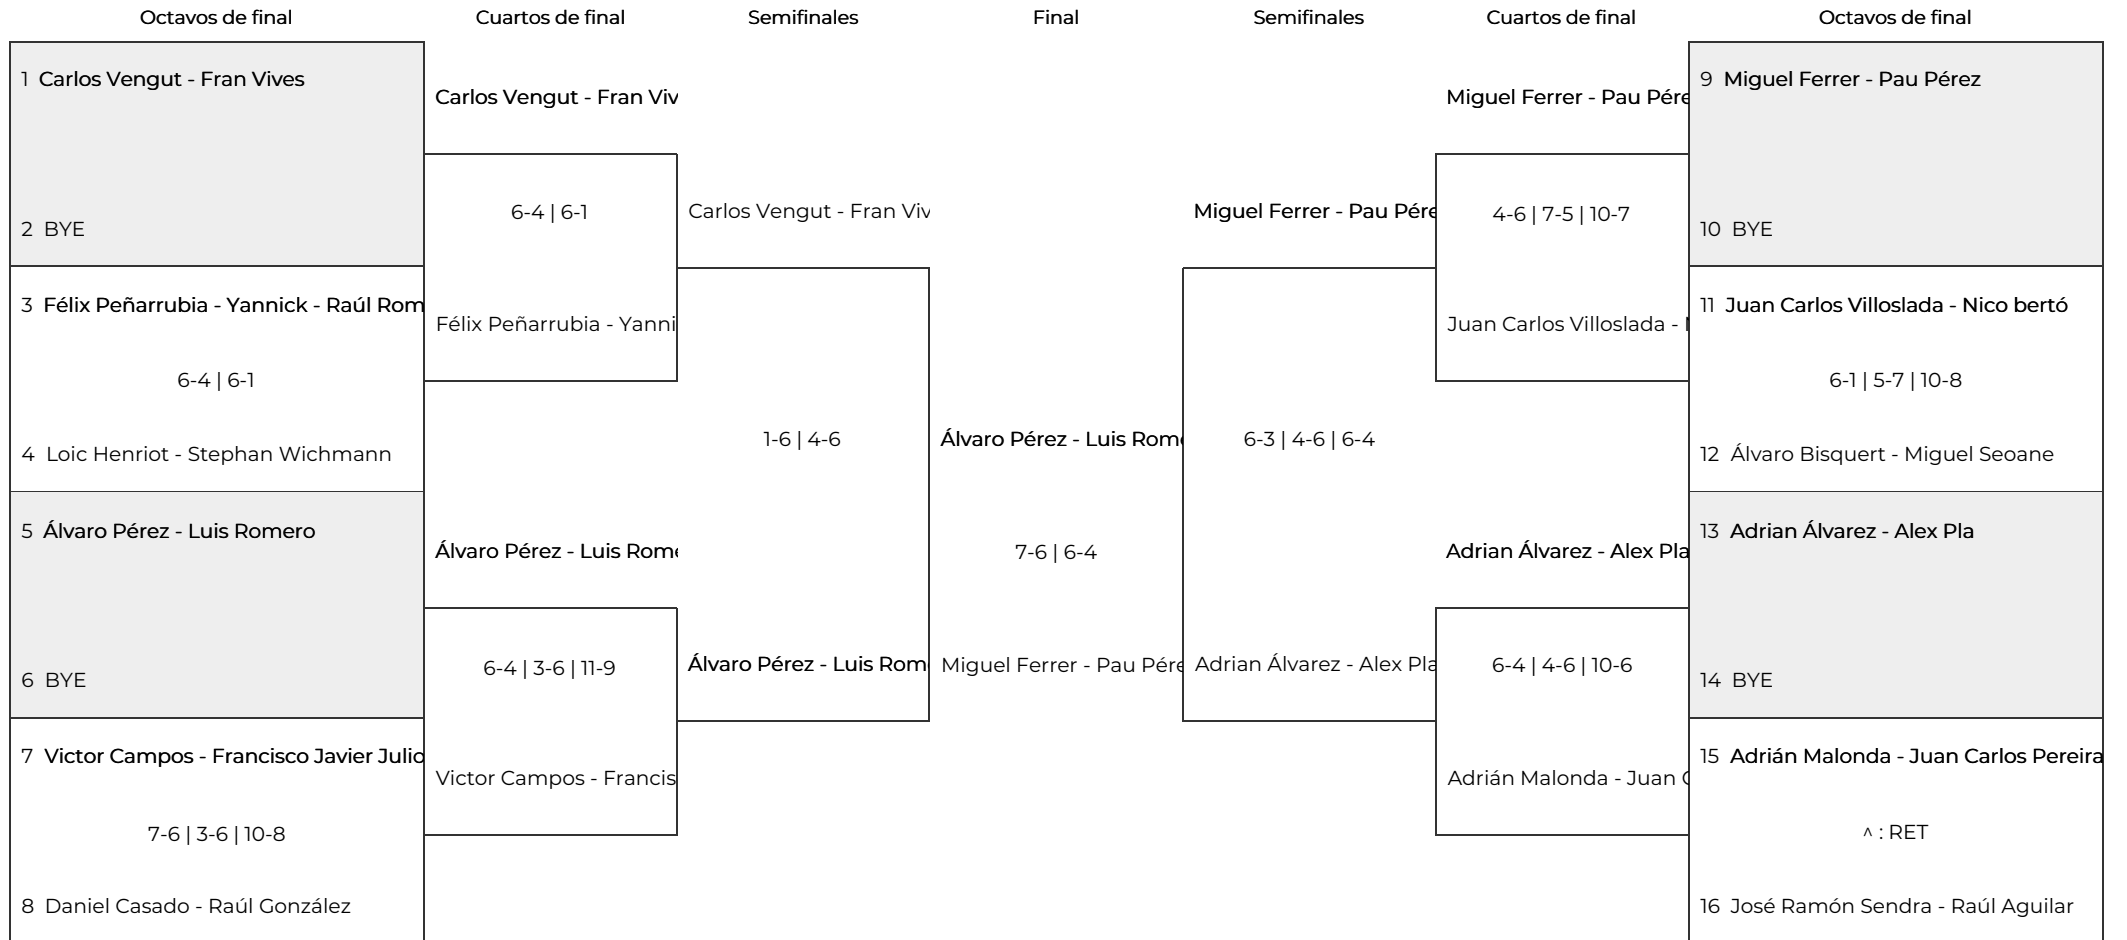 Octavos de final
Cuartos de final
Semifinales
Final
Semifinales
Cuartos de final
Octavos de final
1 Carlos Vengut - Fran Vives
2 BYE
3 Félix Peñarrubia - Yannick - Raúl Rom
6-4 | 6-1
4 Loic Henriot - Stephan Wichmann
5 Álvaro Pérez - Luis Romero
6 BYE
7 Victor Campos - Francisco Javier Julio
7-6 | 3-6 | 10-8
8 Daniel Casado - Raúl González
Carlos Vengut - Fran Viv
6-4 | 6-1
Félix Peñarrubia - Yanni
Álvaro Pérez - Luis Rome
6-4 | 3-6 | 11-9
Victor Campos - Francis
Carlos Vengut - Fran Viv
1-6 | 4-6
Álvaro Pérez - Luis Rom
Álvaro Pérez - Luis Rome
7-6 | 6-4
Miguel Ferrer - Pau Pére
Miguel Ferrer - Pau Pére
6-3 | 4-6 | 6-4
Adrian Álvarez - Alex Pla
Miguel Ferrer - Pau Pére
4-6 | 7-5 | 10-7
Juan Carlos Villoslada -
Adrian Álvarez - Alex Pla
6-4 | 4-6 | 10-6
Adrián Malonda - Juan C
9 Miguel Ferrer - Pau Pérez
10 BYE
11 Juan Carlos Villoslada - Nico bertó
6-1 | 5-7 | 10-8
12 Álvaro Bisquert - Miguel Seoane
13 Adrian Álvarez - Alex Pla
14 BYE
15 Adrián Malonda - Juan Carlos Pereira
^ : RET
16 José Ramón Sendra - Raúl Aguilar